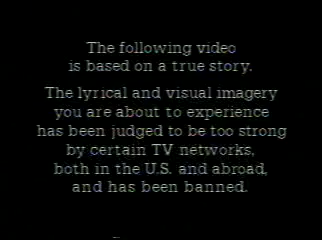 The following video
is based on a true story.
The lyrical and visual imagery
you are about to experience
has been judged to be too strong
by certain TV networks,
both in the U.S. and abroad,
and has been banned.